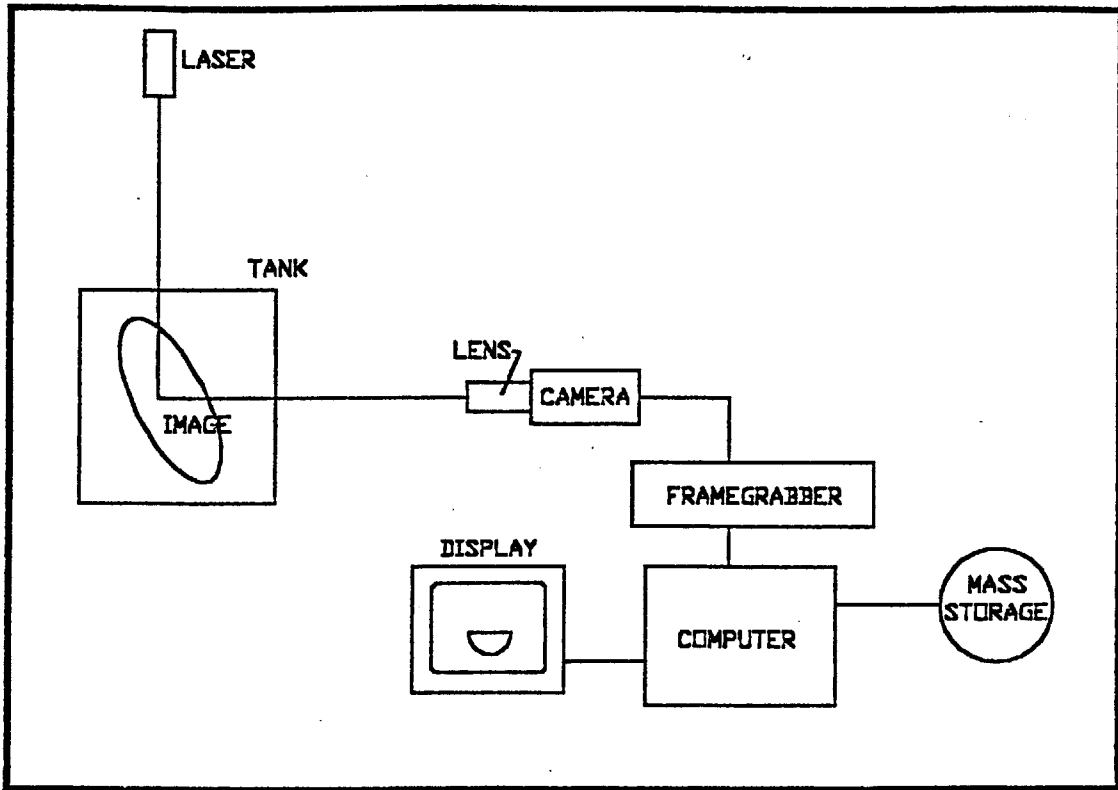 LASER
TANK
LENS
CAMERA
IMAGE
FRAMEGRABBER
DISPLAY
MASS
STORAGE
COMPUTER